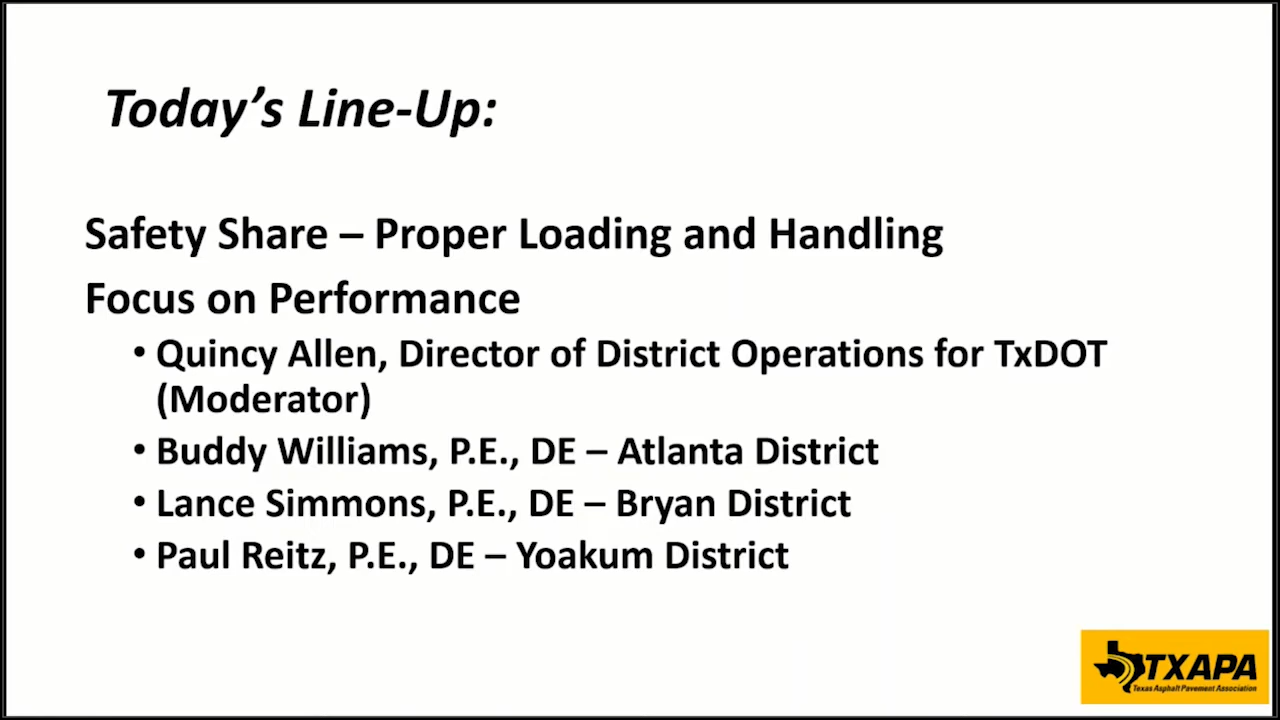 Today's Line-Up:
Safety Share – Proper Loading and Handling
Focus on Performance
• Quincy Allen, Director of District Operations for TxDOT
(Moderator)
• Buddy Williams, P.E., DE – Atlanta District
• Lance Simmons, P.E., DE – Bryan District
• Paul Reitz, P.E., DE – Yoakum District
TXAPA
Texas Asphalt Pavement Association